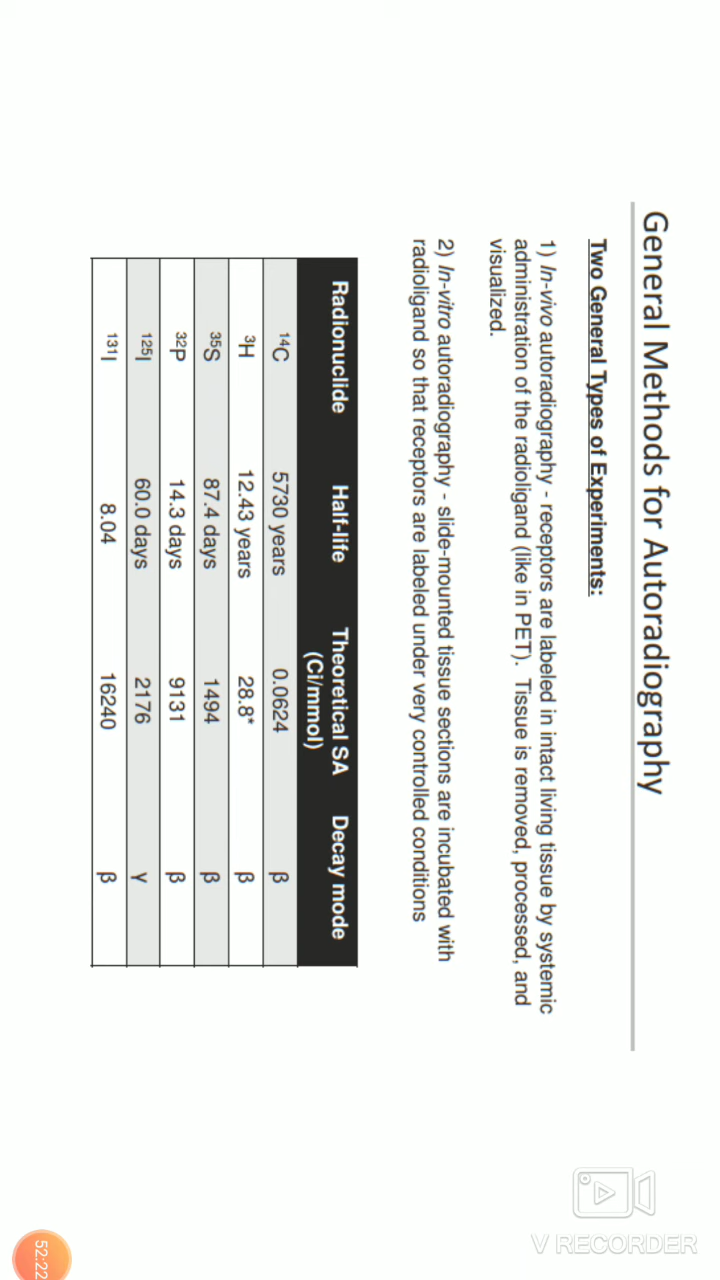 General Methods for Autoradiography
Two General Types of Experiments:
1) In-vivo autoradiography - receptors are labeled in intact living tissue by systemic
administration of the radioligand (like in PET). Tissue is removed, processed, and
visualized.
2) In-vitro autoradiography - slide-mounted tissue sections are incubated with
radioligand so that receptors are labeled under very controlled conditions
Radionuclide Half-life Theoretical SA (Ci/mmol) Decay mode
¹⁴C 5730 years 0.0624 β
³H 12.43 years 28.8* β
³⁵S 87.4 days 1494 β
³²P 14.3 days 9131 β
¹²⁵I 60.0 days 2176 γ
¹³¹I 8.04 16240 β
V RECORDER
52:22